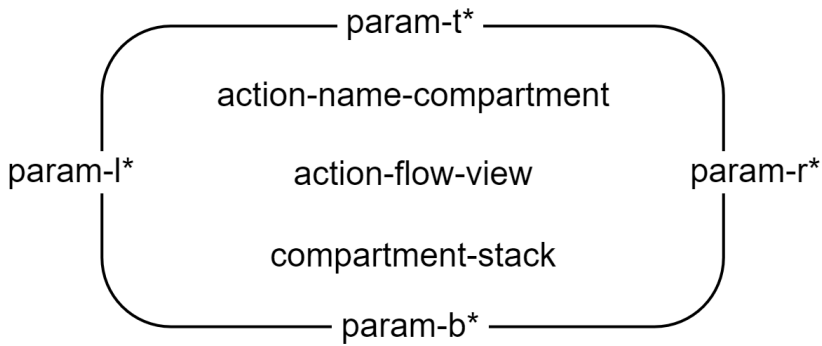 param-t*
action-name-compartment
param-l*
action-flow-view
param-r*
compartment-stack
param-b*